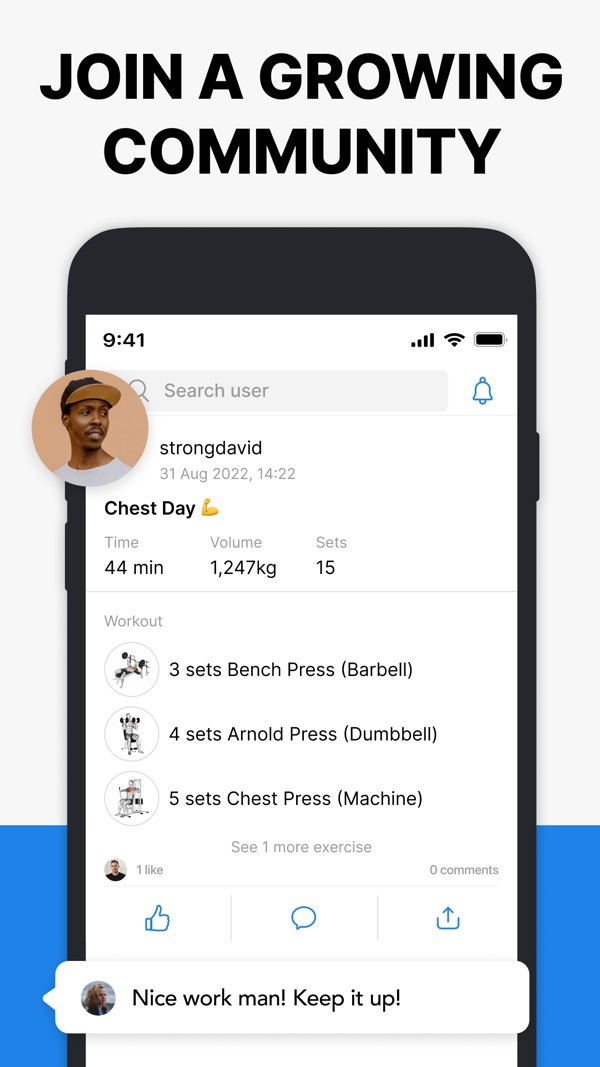 JOIN A GROWING
COMMUNITY
9:41
Search user
strongdavid
31 Aug 2022, 14:22
Chest Day 💪
Time Volume Sets
44 min 1,247kg 15
Workout
3 sets Bench Press (Barbell)
4 sets Arnold Press (Dumbbell)
5 sets Chest Press (Machine)
See 1 more exercise
1 like 0 comments
Nice work man! Keep it up!